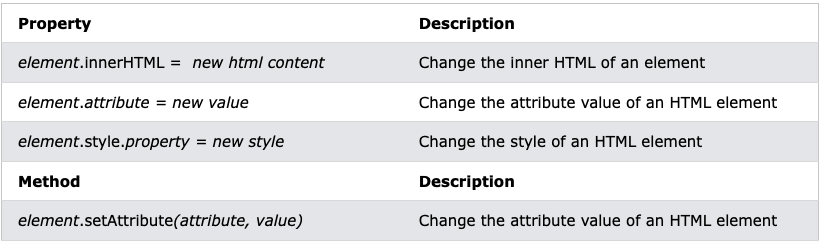 Property Description
element.innerHTML =  new html content Change the inner HTML of an element
element.attribute = new value Change the attribute value of an HTML element
element.style.property = new style Change the style of an HTML element
Method Description
element.setAttribute(attribute, value) Change the attribute value of an HTML element